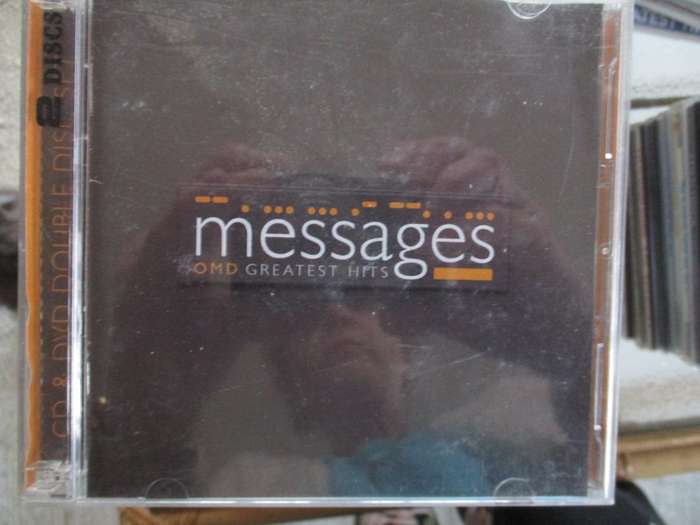 messages
OMD GREATEST HITS
2 DISCS
CD & DVD DOUBLE DISC